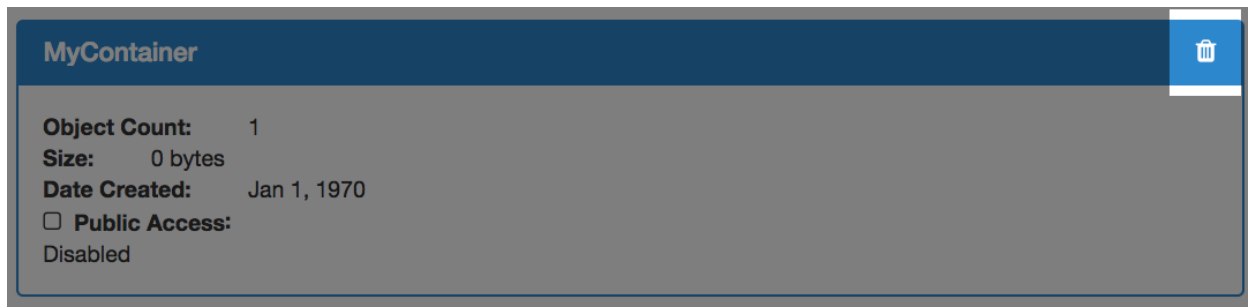 MyContainer
Object Count: 1
Size: 0 bytes
Date Created: Jan 1, 1970
Public Access:
Disabled